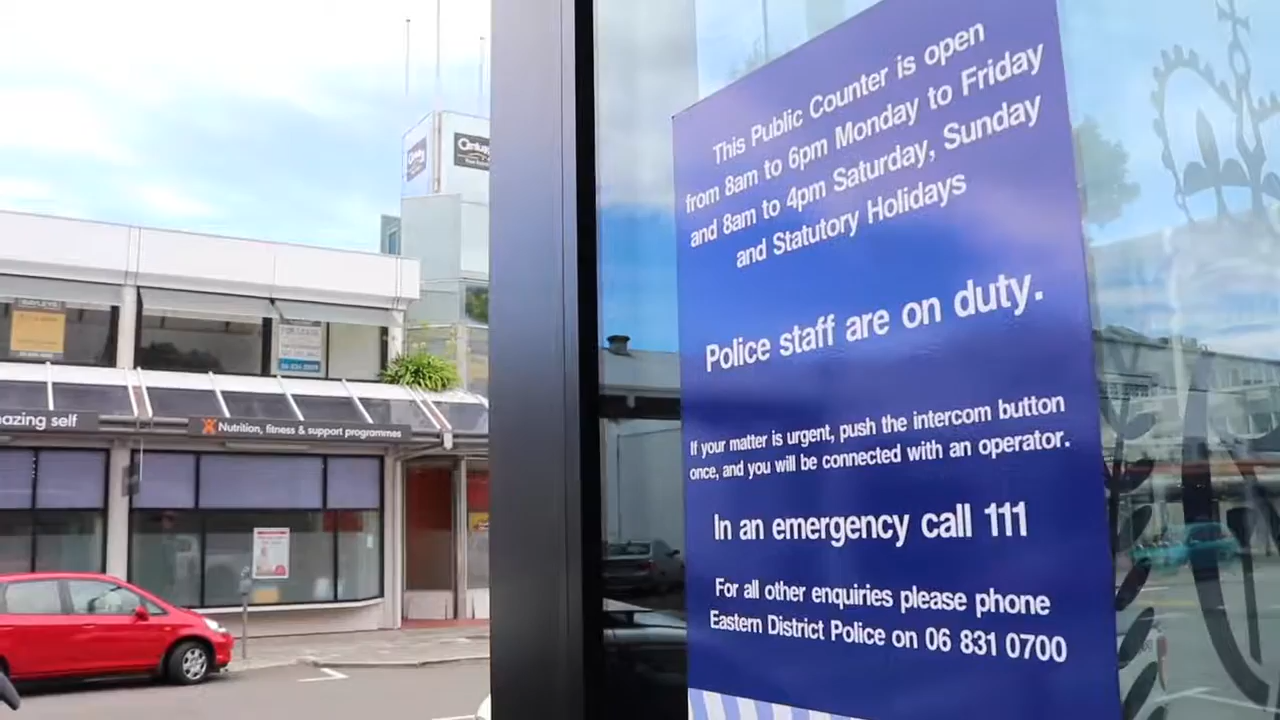 This Public Counter is open
from 8am to 6pm Monday to Friday
and 8am to 4pm Saturday, Sunday
and Statutory Holidays
Police staff are on duty.
If your matter is urgent, push the intercom button
once, and you will be connected with an operator.
In an emergency call 111
For all other enquiries please phone
Eastern District Police on 06 831 0700
azing self
Nutrition, fitness & support programmes
FOR LEASE